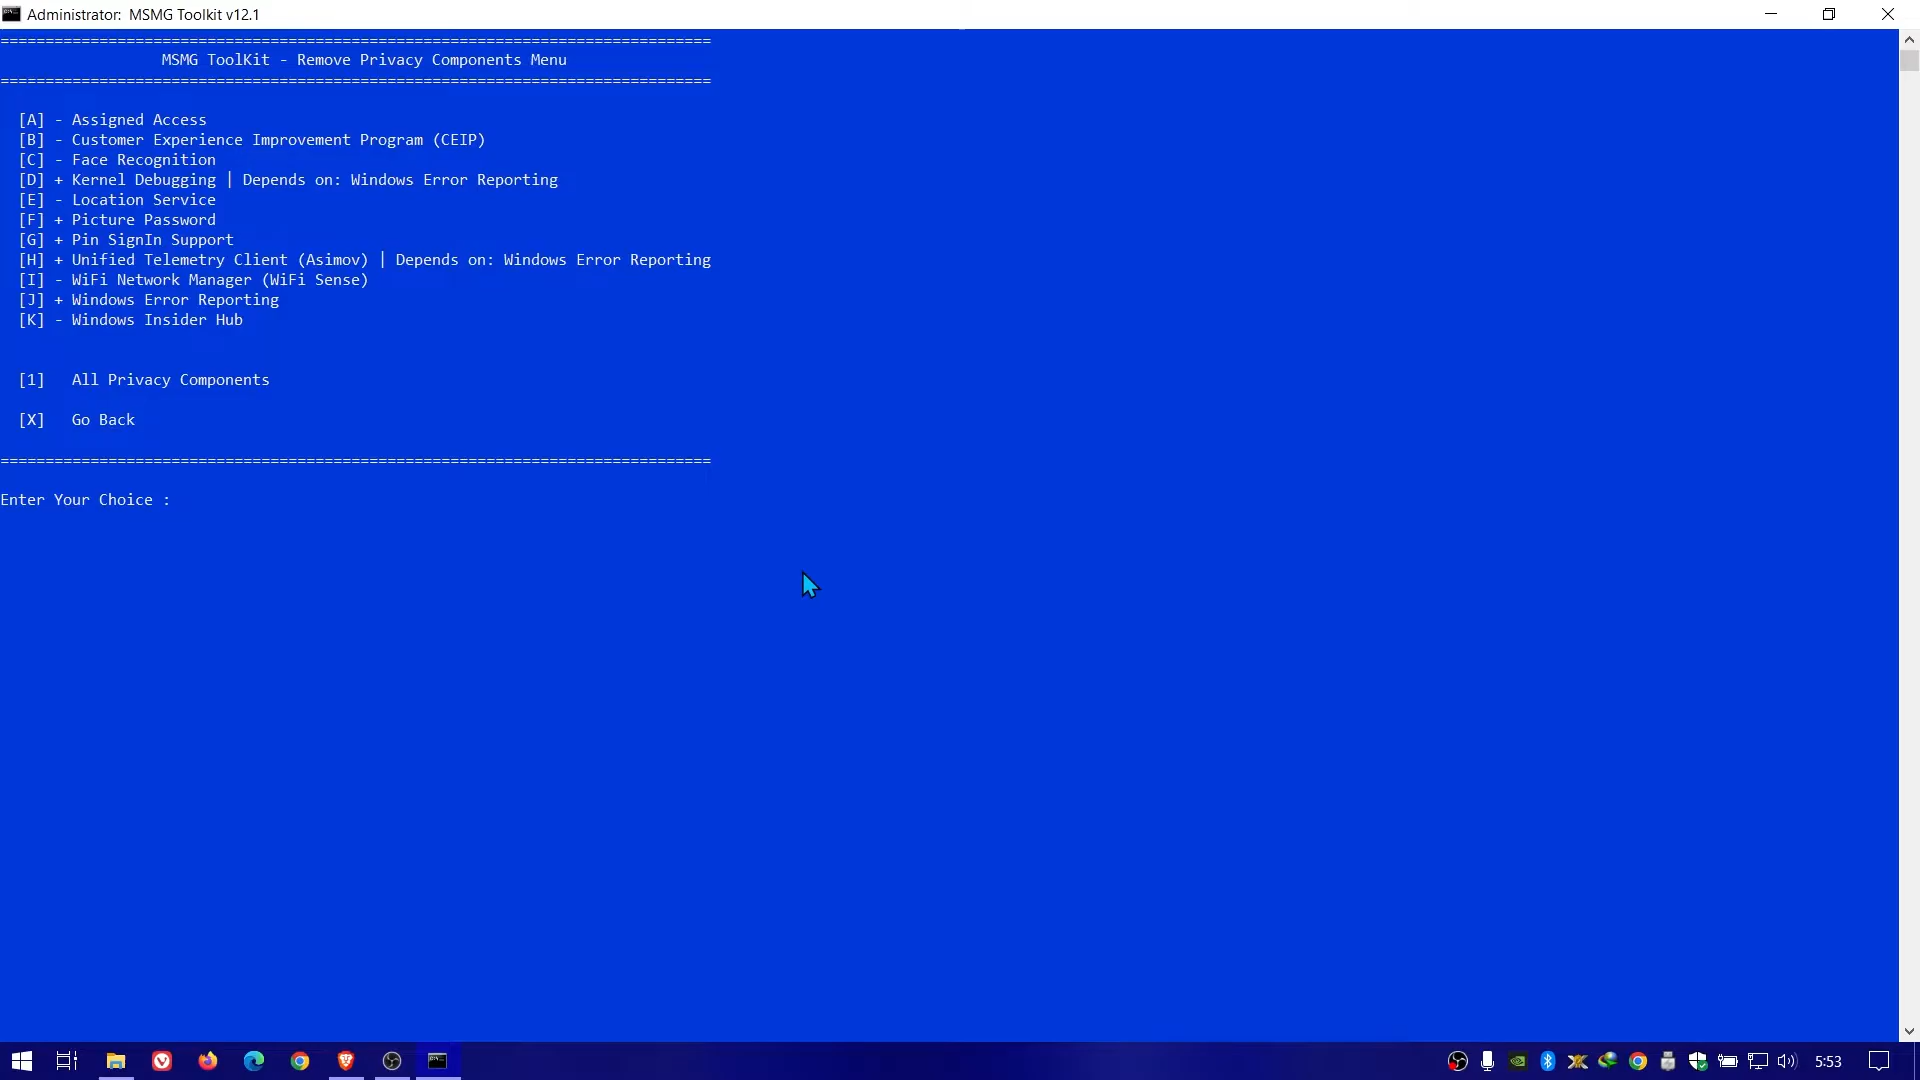 Administrator:  MSMG Toolkit v12.1
===============================================================================
MSMG ToolKit - Remove Privacy Components Menu
===============================================================================
[A] - Assigned Access
[B] - Customer Experience Improvement Program (CEIP)
[C] - Face Recognition
[D] + Kernel Debugging | Depends on: Windows Error Reporting
[E] - Location Service
[F] + Picture Password
[G] + Pin SignIn Support
[H] + Unified Telemetry Client (Asimov) | Depends on: Windows Error Reporting
[I] - WiFi Network Manager (WiFi Sense)
[J] + Windows Error Reporting
[K] - Windows Insider Hub
[1]   All Privacy Components
[X]   Go Back
===============================================================================
Enter Your Choice :
5:53